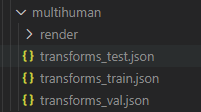 multihuman
render
{} transforms_test.json
{} transforms_train.json
{} transforms_val.json